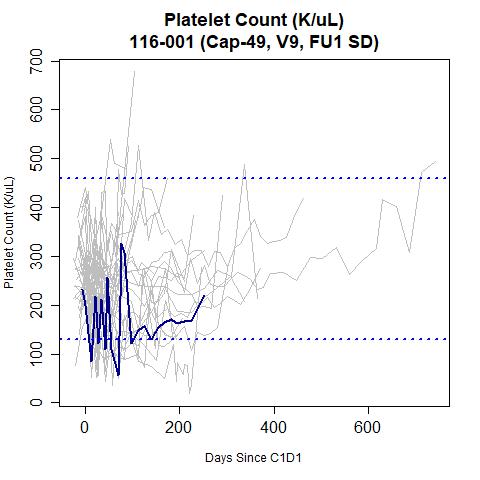 Platelet Count (K/uL)
116-001 (Cap-49, V9, FU1 SD)
Platelet Count (K/uL)
700
600
500
400
300
200
100
0
0 200 400 600
Days Since C1D1